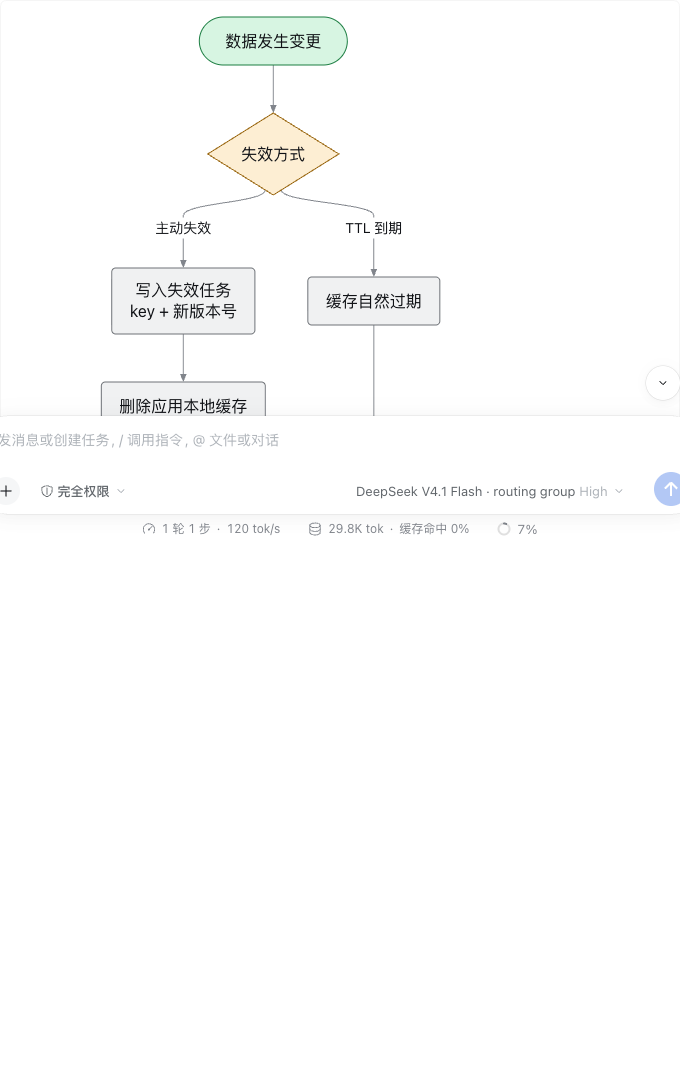 数据发生变更
失效方式
主动失效
TTL 到期
写入失效任务
key + 新版本号
缓存自然过期
删除应用本地缓存
发消息或创建任务, / 调用指令, @ 文件或对话
完全权限
DeepSeek V4.1 Flash · routing group High
1 轮 1 步 · 120 tok/s
29.8K tok · 缓存命中 0%
7%